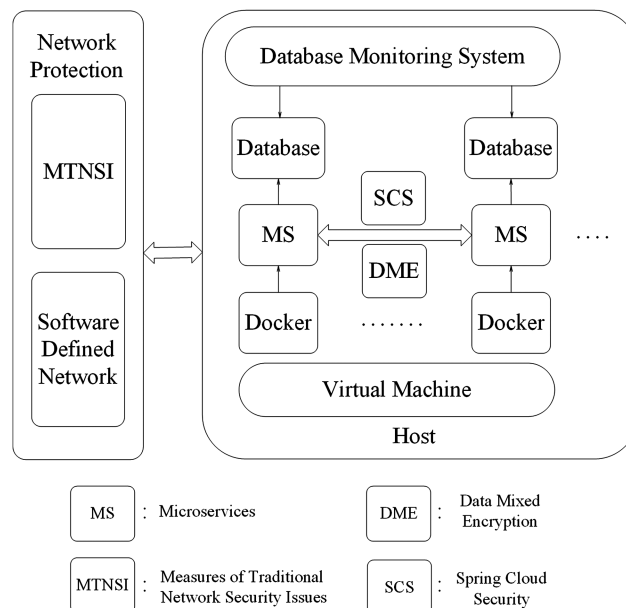 Network
Protection
MTNSI
Software
Defined
Network
Database Monitoring System
Database
Database
SCS
MS
MS
....
DME
Docker
.......
Docker
Virtual Machine
Host
MS : Microservices
DME : Data Mixed
Encryption
MTNSI : Measures of Traditional
Network Security Issues
SCS : Spring Cloud
Security